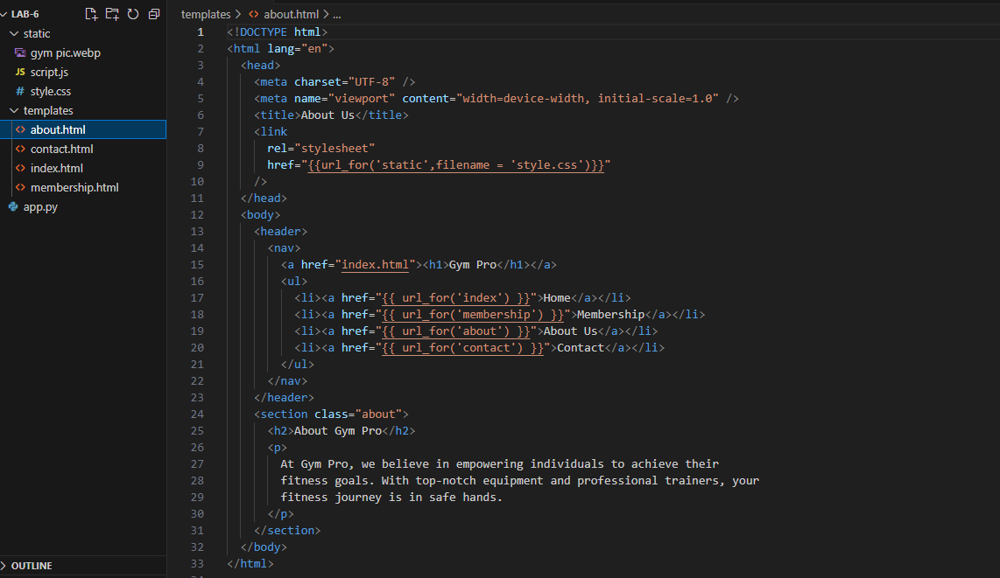 LAB-6
static
gym pic.webp
JS script.js
# style.css
templates
<> about.html
<> contact.html
<> index.html
<> membership.html
app.py
OUTLINE
templates > <> about.html > ...
1 <!DOCTYPE html>
2 <html lang="en">
3 <head>
4 <meta charset="UTF-8" />
5 <meta name="viewport" content="width=device-width, initial-scale=1.0" />
6 <title>About Us</title>
7 <link
8 rel="stylesheet"
9 href="{{url_for('static',filename = 'style.css')}}"
10 />
11 </head>
12 <body>
13 <header>
14 <nav>
15 <a href="index.html"><h1>Gym Pro</h1></a>
16 <ul>
17 <li><a href="{{ url_for('index') }}">Home</a></li>
18 <li><a href="{{ url_for('membership') }}">Membership</a></li>
19 <li><a href="{{ url_for('about') }}">About Us</a></li>
20 <li><a href="{{ url_for('contact') }}">Contact</a></li>
21 </ul>
22 </nav>
23 </header>
24 <section class="about">
25 <h2>About Gym Pro</h2>
26 <p>
27 At Gym Pro, we believe in empowering individuals to achieve their
28 fitness goals. With top-notch equipment and professional trainers, your
29 fitness journey is in safe hands.
30 </p>
31 </section>
32 </body>
33 </html>